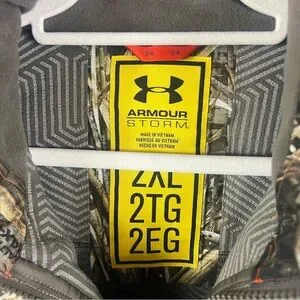 ARMOUR
STORM
MADE IN VIETNAM
FABRIQUÉ AU VIETNAM
HECHO EN VIETNAM
2XL
2TG
2EG